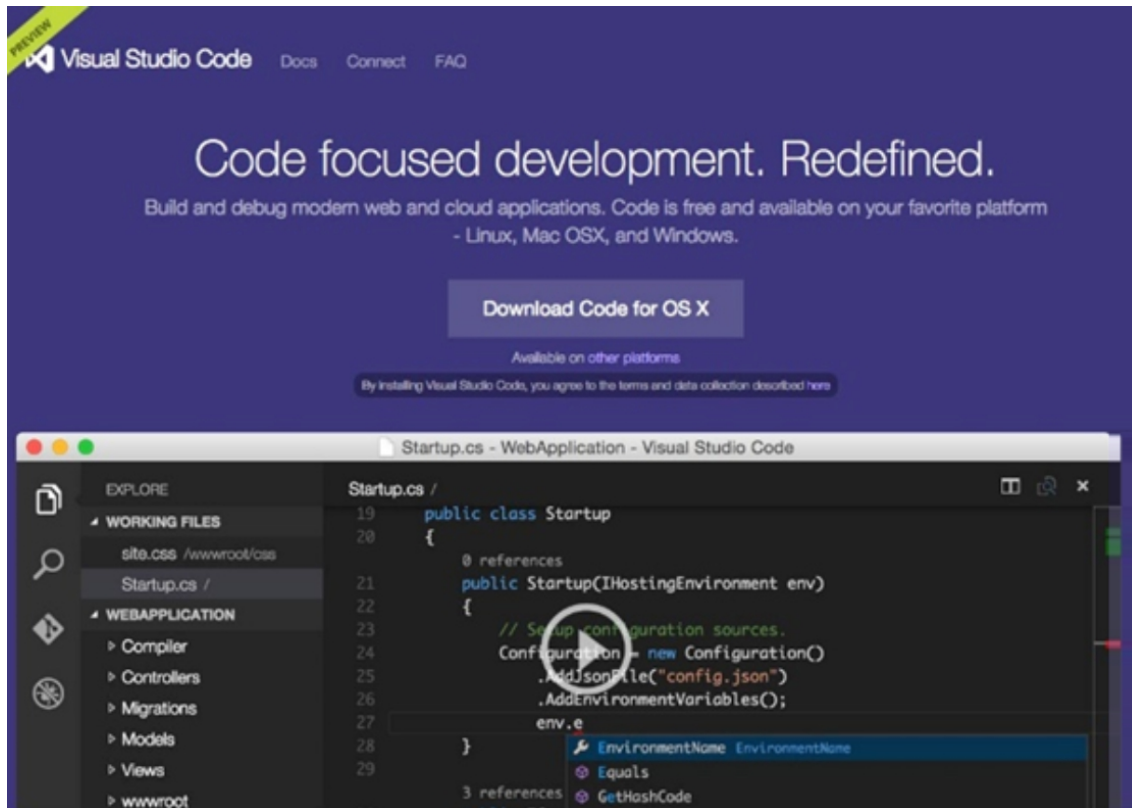 PREVIEW
Visual Studio Code Docs Connect FAQ
Code focused development. Redefined.
Build and debug modern web and cloud applications. Code is free and available on your favorite platform
- Linux, Mac OSX, and Windows.
Download Code for OS X
Available on other platforms
By installing Visual Studio Code, you agree to the terms and data collection described here
Startup.cs - WebApplication - Visual Studio Code
EXPLORE
WORKING FILES
site.css /wwwroot/css
Startup.cs /
WEBAPPLICATION
Compiler
Controllers
Migrations
Models
Views
wwwroot
Startup.cs /
19 public class Startup
20 {
0 references
21 public Startup(IHostingEnvironment env)
22 {
23 // Setup configuration sources.
24 Configuration = new Configuration()
25 .AddJsonFile("config.json")
26 .AddEnvironmentVariables();
27 env.e
28 }
29
3 references
EnvironmentName EnvironmentName
Equals
GetHashCode